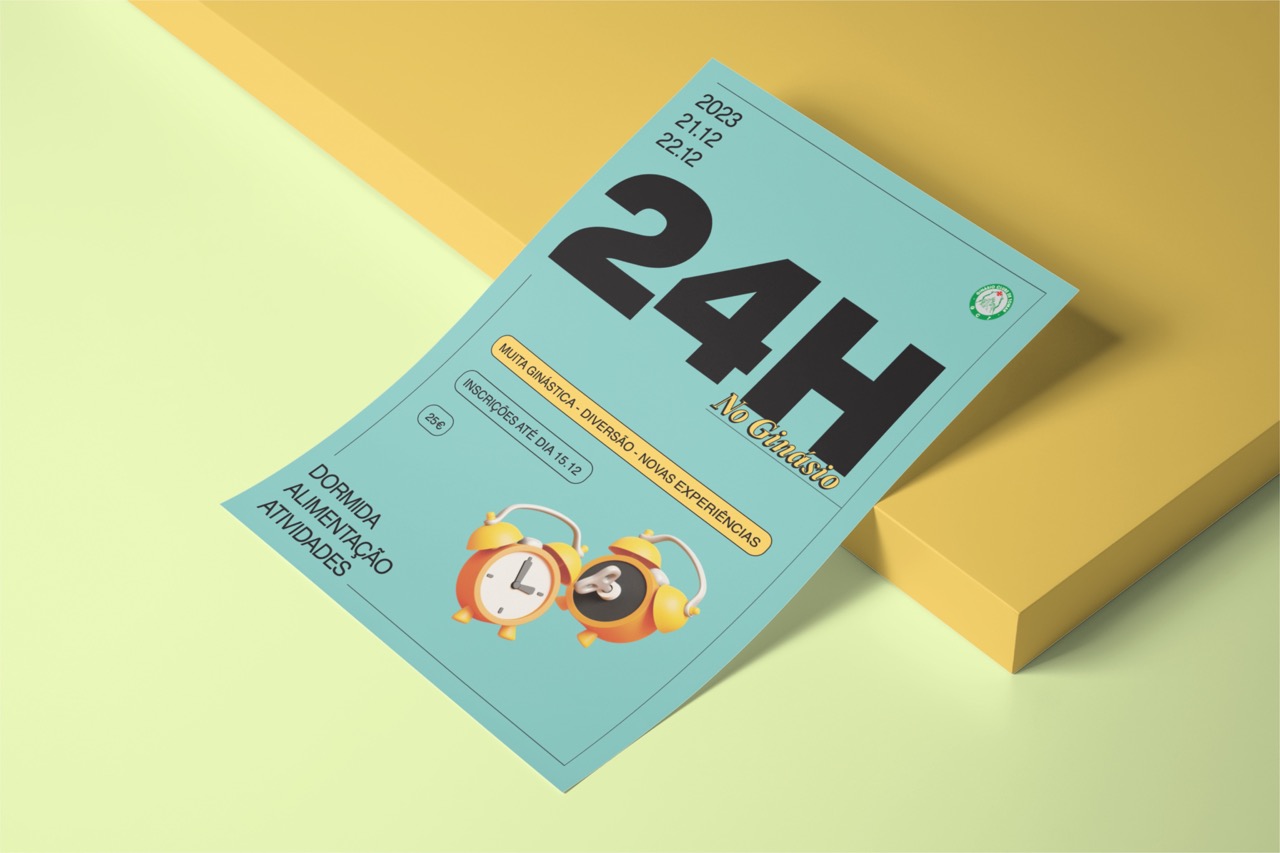 2023
21.12
22.12
24H
No Ginásio
MUITA GINÁSTICA - DIVERSÃO - NOVAS EXPERIÊNCIAS
INSCRIÇÕES ATÉ DIA 15.12
25€
DORMIDA
ALIMENTAÇÃO
ATIVIDADES